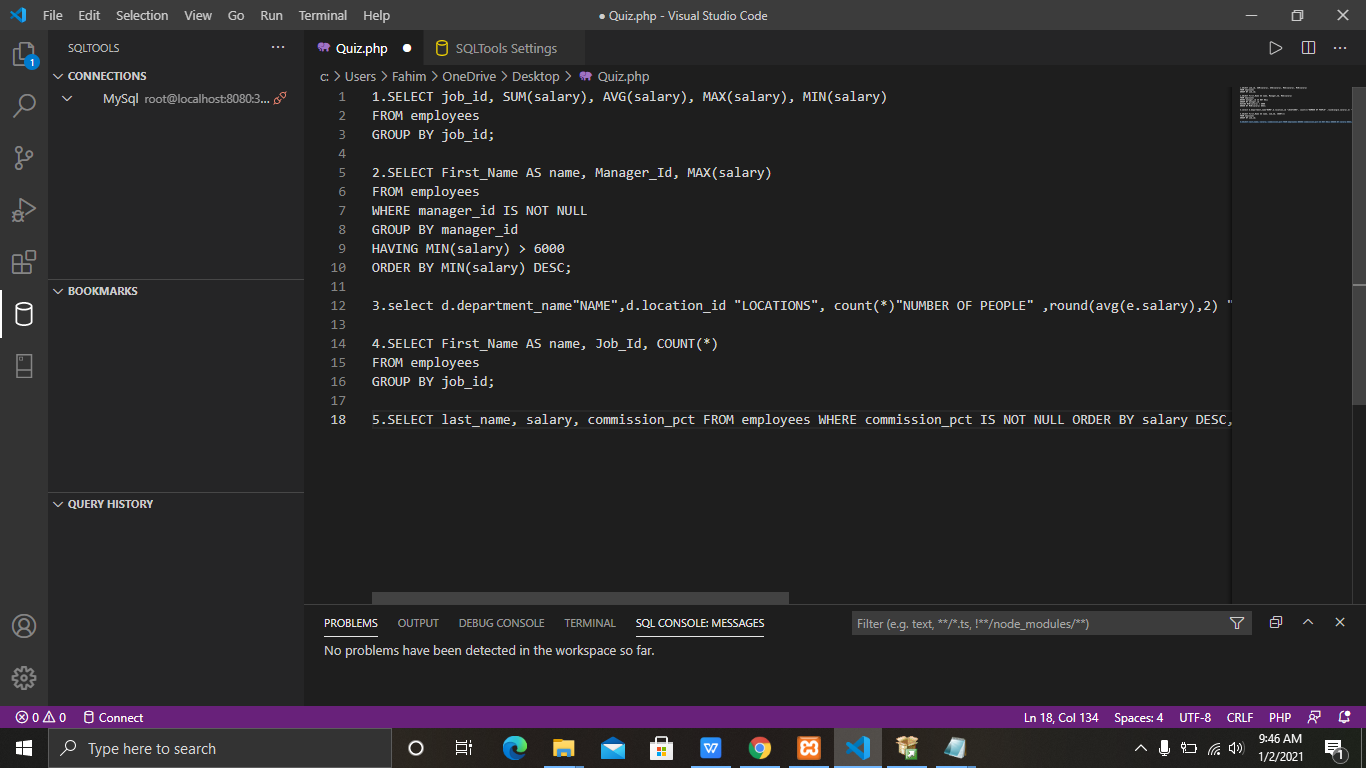 File Edit Selection View Go Run Terminal Help
● Quiz.php - Visual Studio Code
SQLTOOLS
Quiz.php
SQLTools Settings
CONNECTIONS
c: > Users > Fahim > OneDrive > Desktop > Quiz.php
MySql root@localhost:8080:3...
1
1 1.SELECT job_id, SUM(salary), AVG(salary), MAX(salary), MIN(salary)
2 FROM employees
3 GROUP BY job_id;
4
5 2.SELECT First_Name AS name, Manager_Id, MAX(salary)
6 FROM employees
7 WHERE manager_id IS NOT NULL
8 GROUP BY manager_id
9 HAVING MIN(salary) > 6000
10 ORDER BY MIN(salary) DESC;
11
12 3.select d.department_name"NAME",d.location_id "LOCATIONS", count(*)"NUMBER OF PEOPLE" ,round(avg(e.salary),2) "
13
14 4.SELECT First_Name AS name, Job_Id, COUNT(*)
15 FROM employees
16 GROUP BY job_id;
17
18 5.SELECT last_name, salary, commission_pct FROM employees WHERE commission_pct IS NOT NULL ORDER BY salary DESC,
BOOKMARKS
QUERY HISTORY
PROBLEMS OUTPUT DEBUG CONSOLE TERMINAL SQL CONSOLE: MESSAGES
Filter (e.g. text, **/*.ts, !**/node_modules/**)
No problems have been detected in the workspace so far.
0 0 Connect
Ln 18, Col 134 Spaces: 4 UTF-8 CRLF PHP
Type here to search
9:46 AM
1/2/2021
1